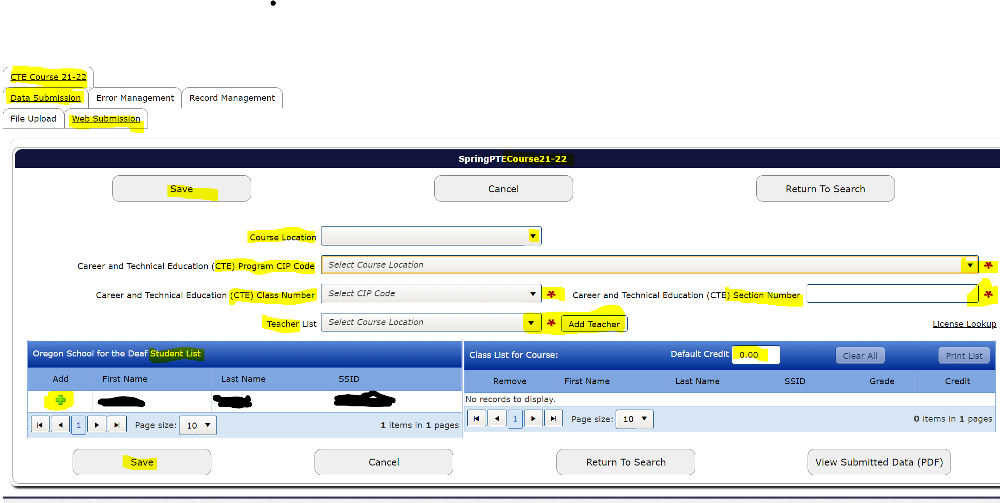 CTE Course 21-22
Data Submission Error Management Record Management
File Upload Web Submission
SpringPTECourse21-22
Save Cancel Return To Search
Course Location
Career and Technical Education (CTE) Program CIP Code Select Course Location *
Career and Technical Education (CTE) Class Number Select CIP Code * Career and Technical Education (CTE) Section Number *
Teacher List Select Course Location * Add Teacher License Lookup
Oregon School for the Deaf Student List
Add First Name Last Name SSID
1 Page size: 10 1 items in 1 pages
Class List for Course: Default Credit 0.00 Clear All Print List
Remove First Name Last Name SSID Grade Credit
No records to display.
1 Page size: 10 0 items in 1 pages
Save Cancel Return To Search View Submitted Data (PDF)